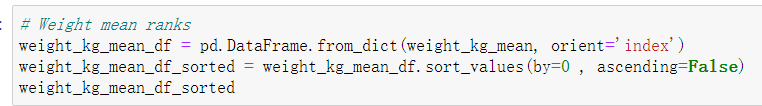 :
# Weight mean ranks
weight_kg_mean_df = pd.DataFrame.from_dict(weight_kg_mean, orient='index')
weight_kg_mean_df_sorted = weight_kg_mean_df.sort_values(by=0 , ascending=False)
weight_kg_mean_df_sorted